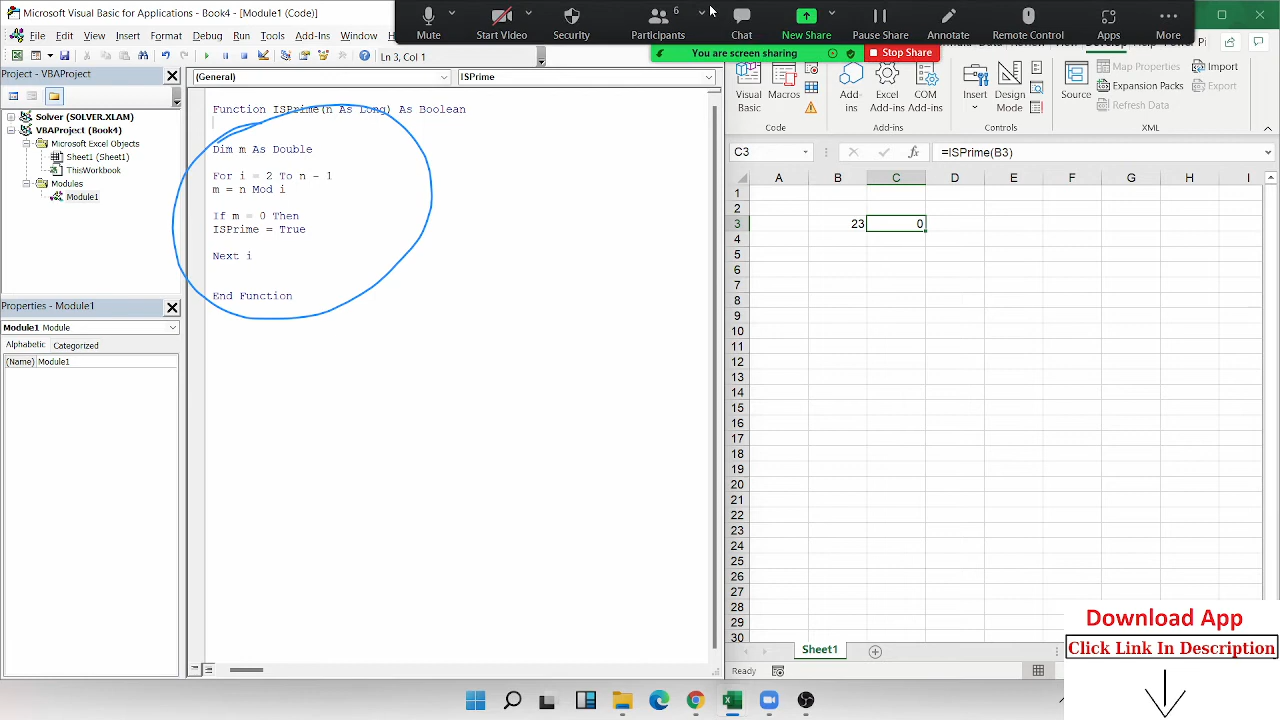 Microsoft Visual Basic for Applications - Book4 - [Module1 (Code)]
File Edit View Insert Format Debug Run Tools Add-Ins Window
Ln 3, Col 1
Mute
Start Video
Security
Participants 6
Chat
New Share
Pause Share
Annotate
Remote Control
Apps
More
You are screen sharing
Stop Share
Project - VBAProject
Solver (SOLVER.XLAM)
VBAProject (Book4)
Microsoft Excel Objects
Sheet1 (Sheet1)
ThisWorkbook
Modules
Module1
Properties - Module1
Module1 Module
Alphabetic Categorized
(Name) Module1
(General)
ISPrime
Function ISPrime(n As Long) As Boolean
Dim m As Double
For i = 2 To n - 1
m = n Mod i
If m = 0 Then
ISPrime = True
Next i
End Function
Visual Basic
Macros
Code
Add-ins
Excel Add-ins
COM Add-ins
Add-ins
Insert
Design Mode
Controls
Source
Map Properties
Expansion Packs
Refresh Data
Import
Export
XML
C3
fx
=ISPrime(B3)
A B C D E F G H I
1
2
3 23 0
4
5
6
7
8
9
10
11
12
13
14
15
16
17
18
19
20
21
22
23
24
25
26
27
28
29
30
Sheet1
Ready
Download App
Click Link In Description